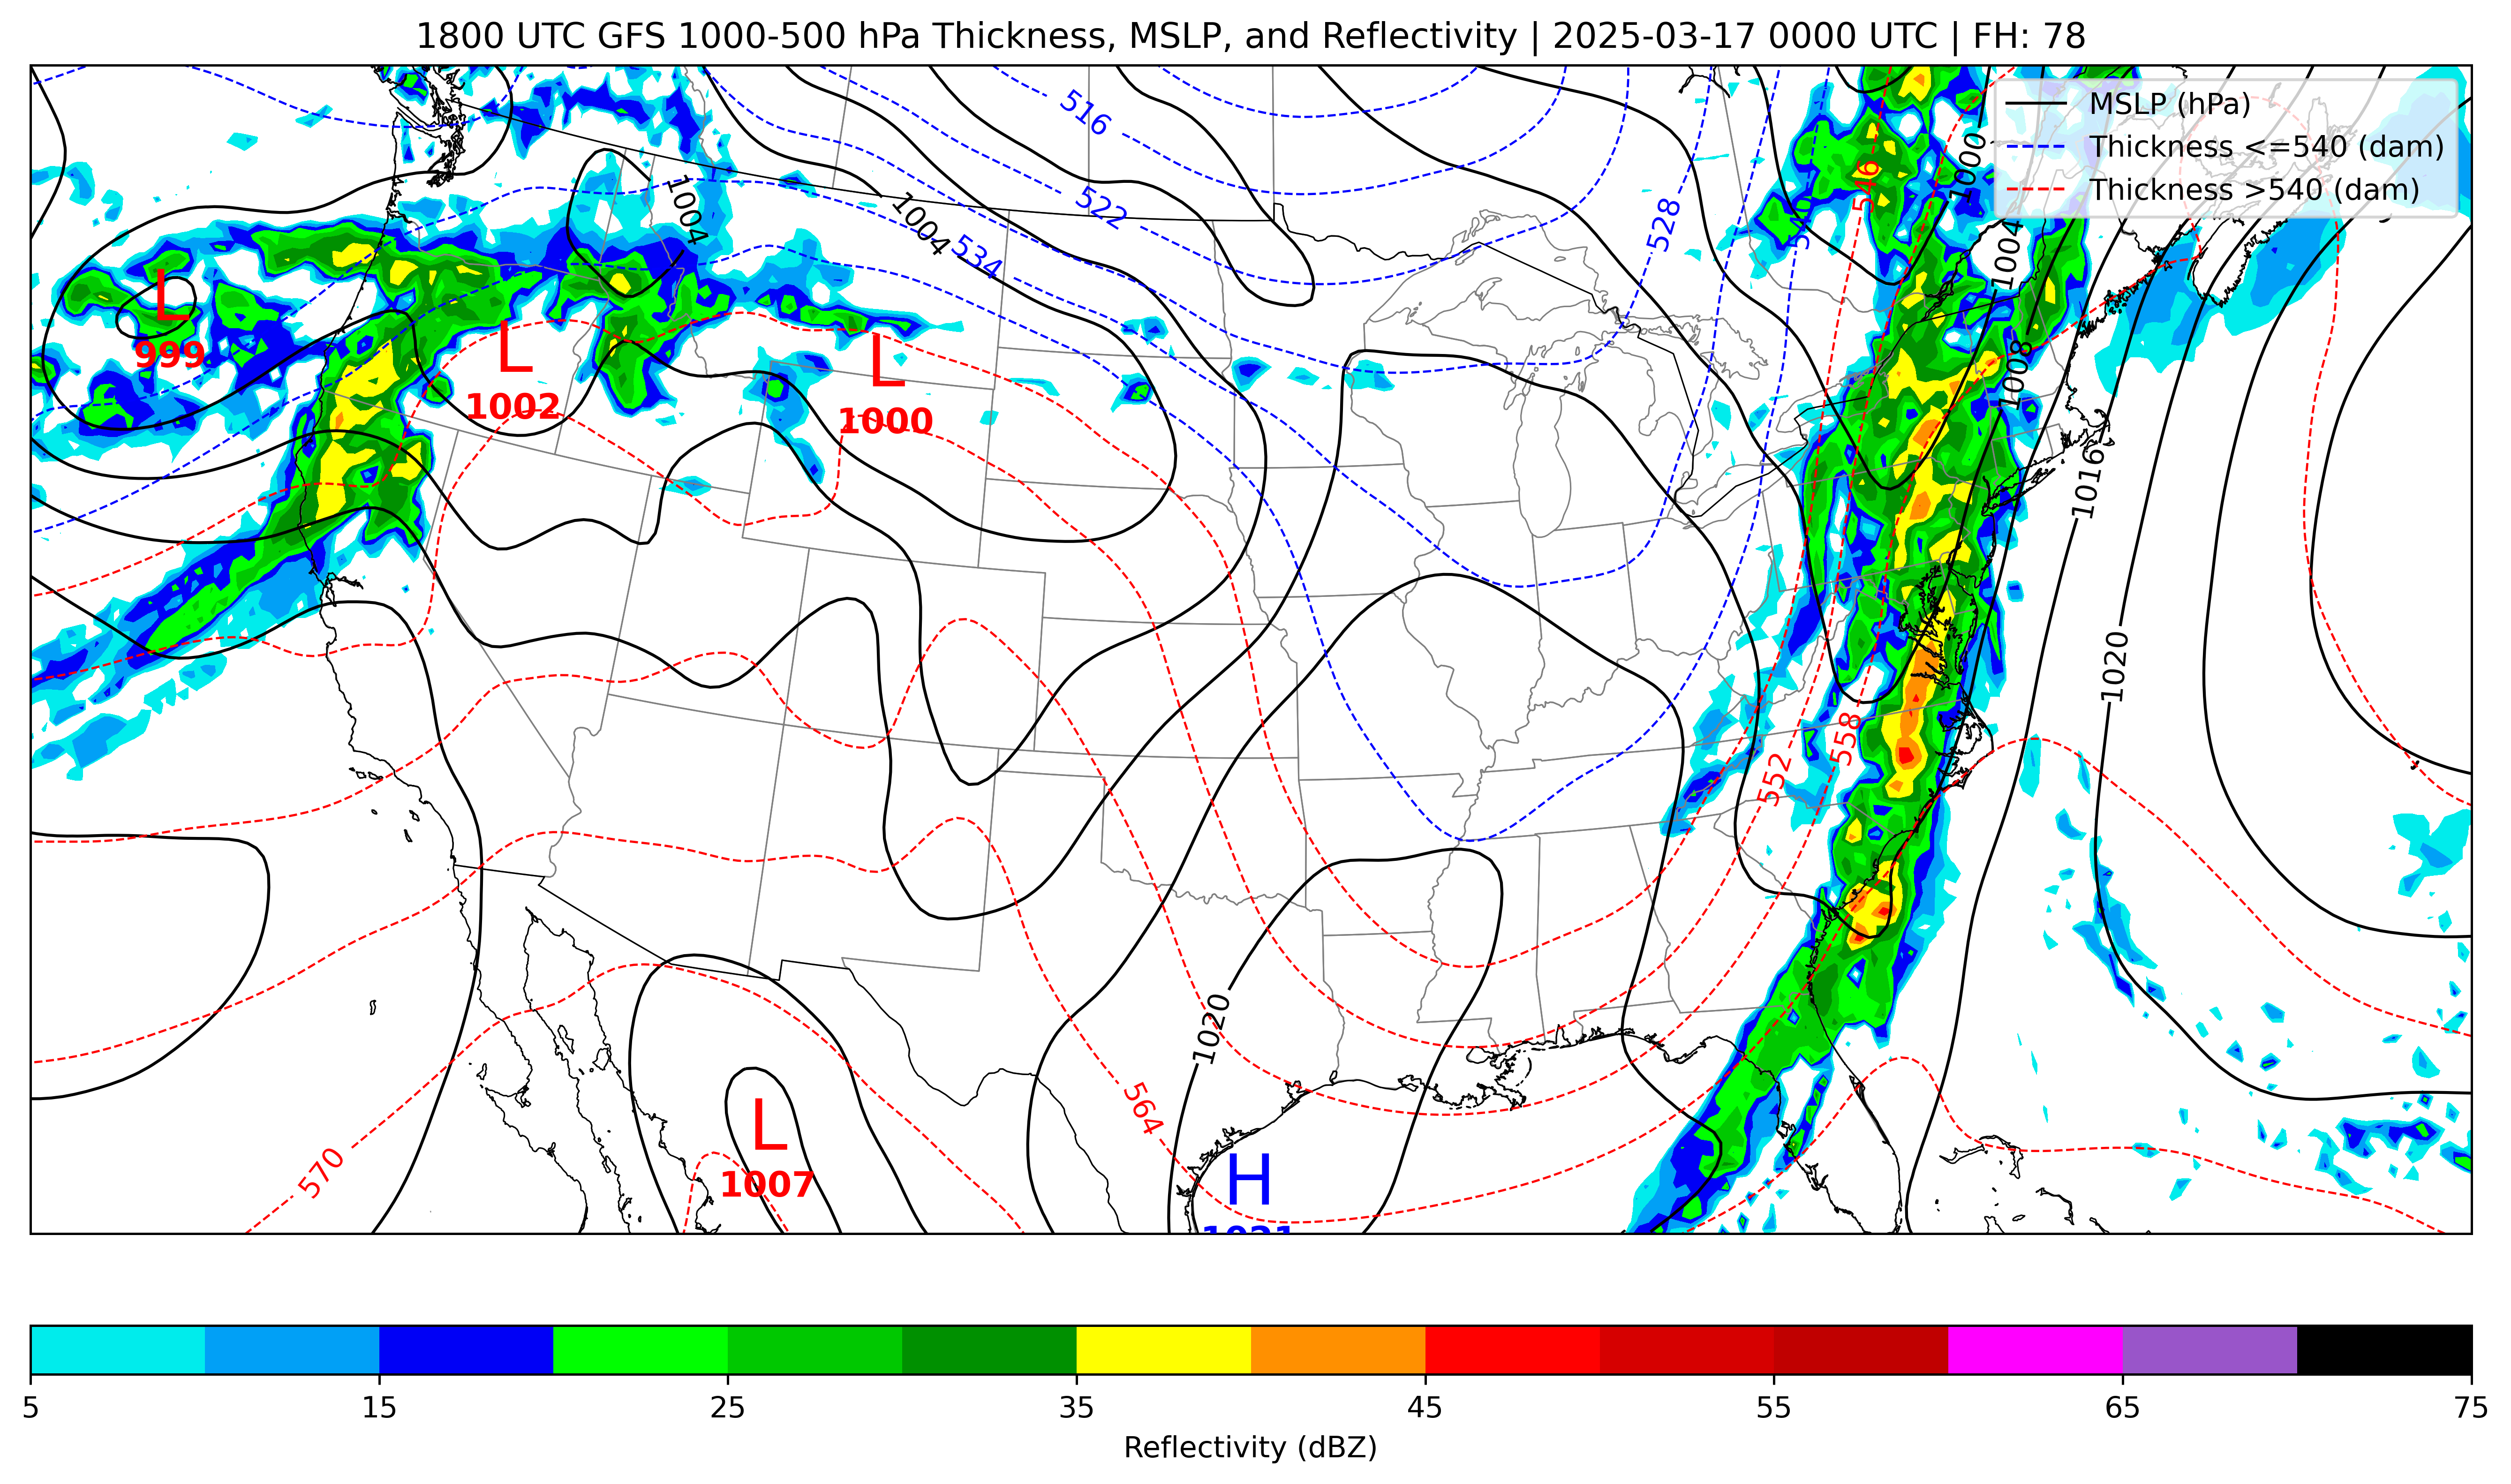 1800 UTC GFS 1000-500 hPa Thickness, MSLP, and Reflectivity | 2025-03-17 0000 UTC | FH: 78
MSLP (hPa)
Thickness <=540 (dam)
Thickness >540 (dam)
516
522
534
528
540
546
552
558
564
570
1004
1004
1000
1004
1008
1016
1020
1020
L
999
L
1002
L
1000
L
1007
H
1021
5 15 25 35 45 55 65 75
Reflectivity (dBZ)